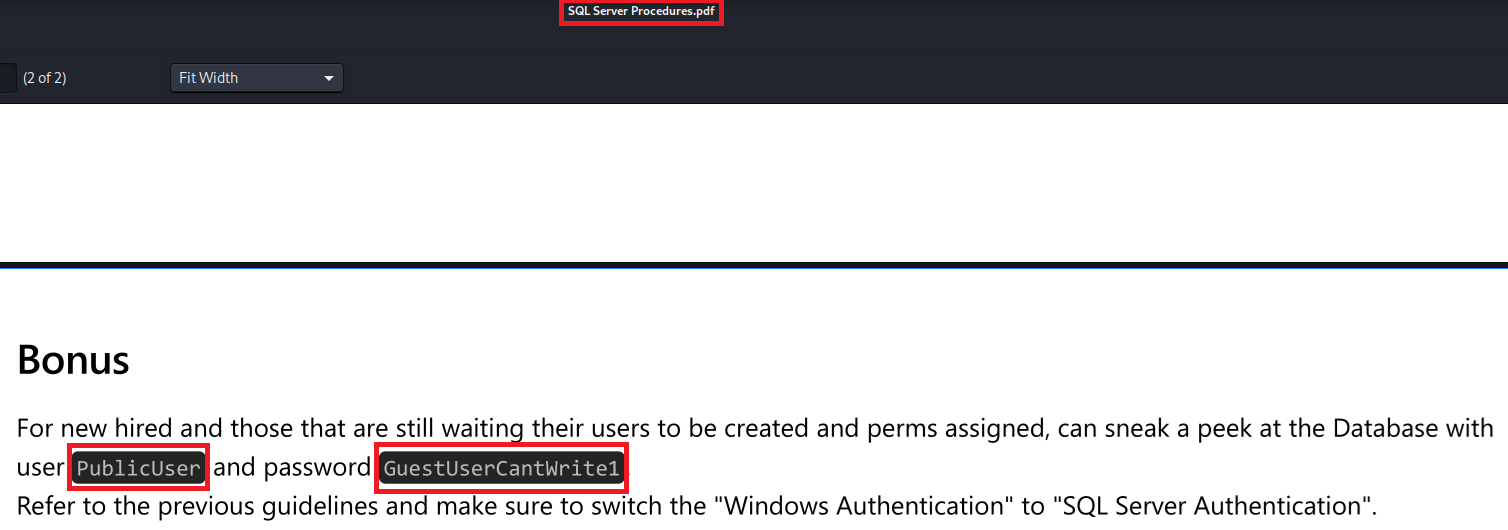 SQL Server Procedures.pdf
(2 of 2)
Fit Width
Bonus
For new hired and those that are still waiting their users to be created and perms assigned, can sneak a peek at the Database with
user PublicUser and password GuestUserCantWrite1
Refer to the previous guidelines and make sure to switch the "Windows Authentication" to "SQL Server Authentication".